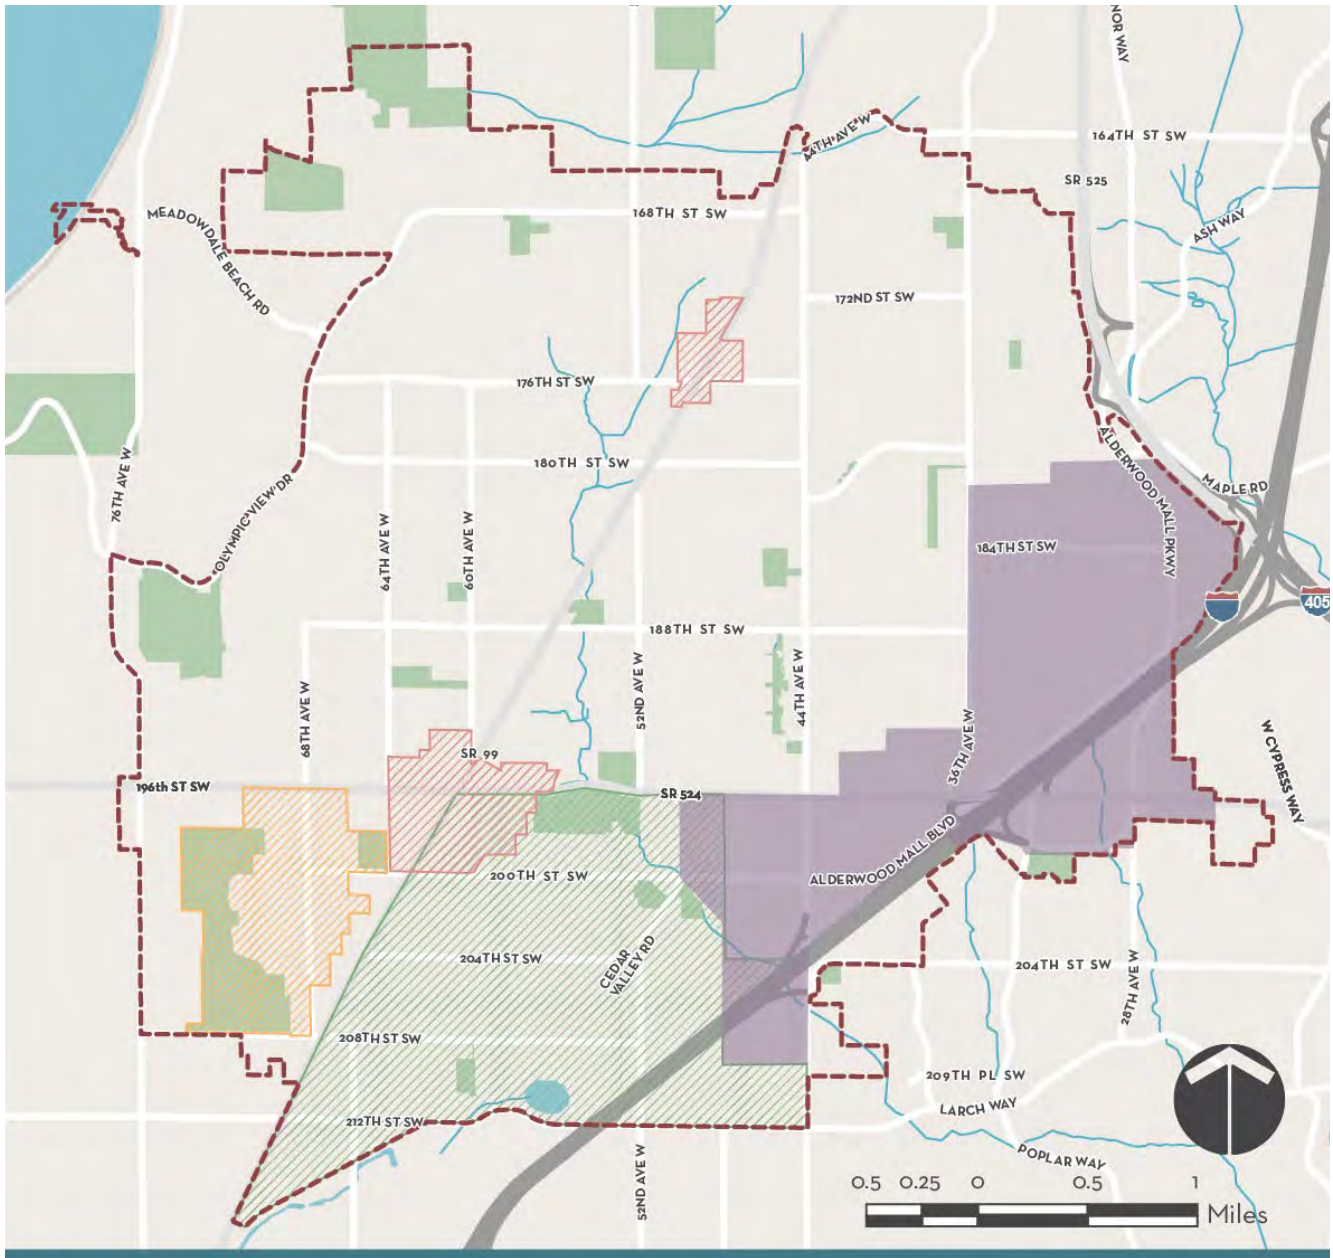 NOR WAY
44TH AVE W
164TH ST SW
SR 525
MEADOWDALE BEACH RD
168TH ST SW
ASH WAY
172ND ST SW
176TH ST SW
180TH ST SW
76TH AVE W
OLYMPIC VIEW DR
64TH AVE W
60TH AVE W
ALDERWOOD MALL PKWY
MAPLE RD
184TH ST SW
405
188TH ST SW
68TH AVE W
52ND AVE W
44TH AVE W
36TH AVE W
W CYPRESS WAY
SR 99
196th ST SW
SR 524
ALDERWOOD MALL BLVD
200TH ST SW
204TH ST SW
CEDAR
VALLEY RD
204TH ST SW
28TH AVE W
208TH ST SW
209TH PL SW
LARCH WAY
212TH ST SW
52ND AVE W
POPLAR WAY
0.5 0.25 0 0.5 1
Miles